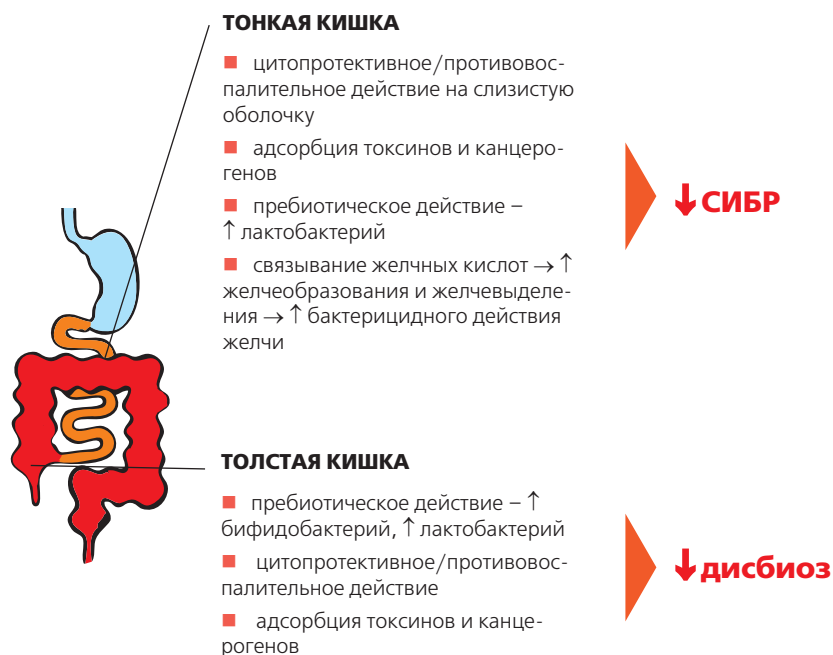 ТОНКАЯ КИШКА
■ цитопротективное/противовос-
палительное действие на слизистую
оболочку
■ адсорбция токсинов и канцеро-
генов
■ пребиотическое действие –
↑ лактобактерий
■ связывание желчных кислот → ↑
желчеобразования и желчевыделе-
ния → ↑ бактерицидного действия
желчи
↓ СИБР
ТОЛСТАЯ КИШКА
■ пребиотическое действие – ↑
бифидобактерий, ↑ лактобактерий
■ цитопротективное/противовос-
палительное действие
■ адсорбция токсинов и канце-
рогенов
↓ дисбиоз